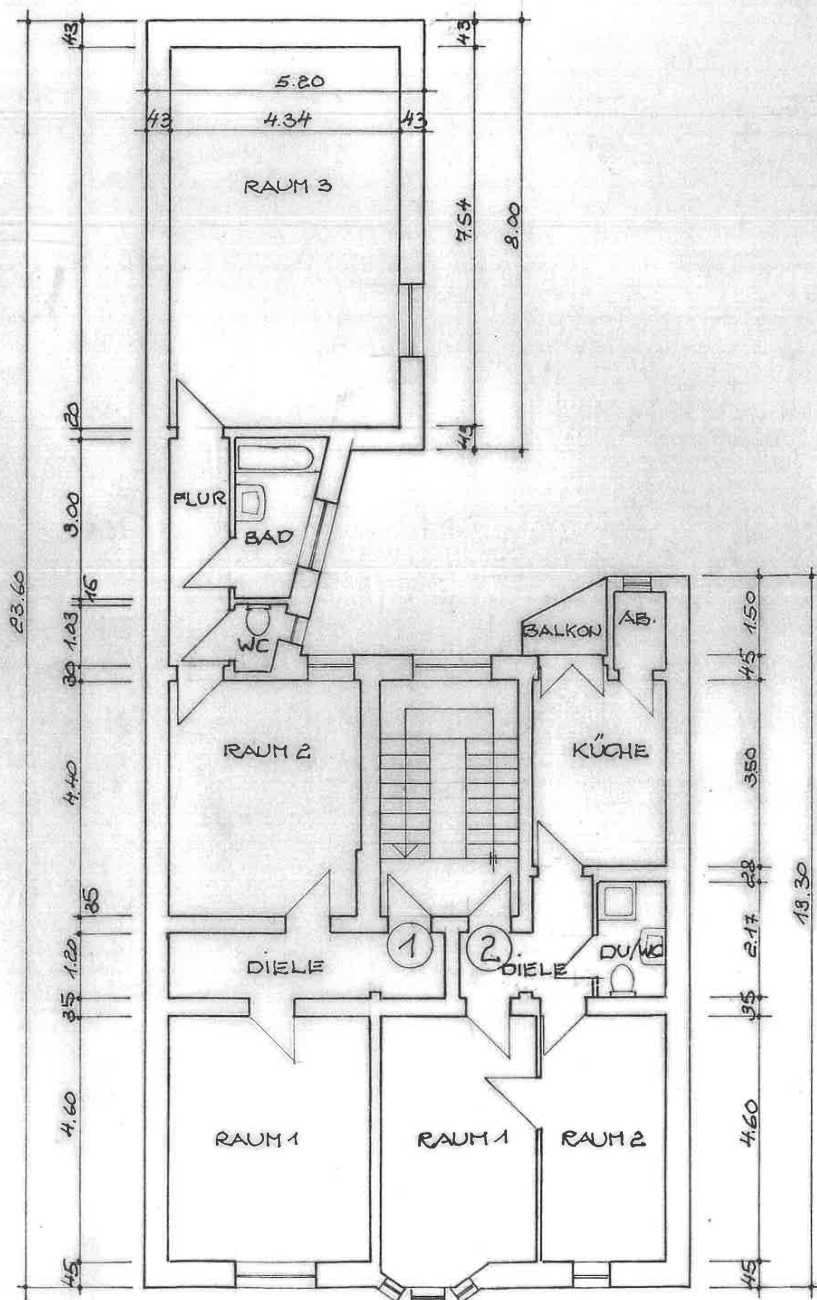 43
43
5.20
43
4.34
43
RAUM 3
7.54
8.00
20
43
FLUR
BAD
3.00
23.60
16
1.03
WC
30
BALKON
AB.
1.50
45
RAUM 2
KÜCHE
4.40
3.50
13.30
28
35
1
2
DIELE
DIELE
DU/WC
1.20
2.17
35
35
RAUM 1
RAUM 1
RAUM 2
4.60
4.60
45
45